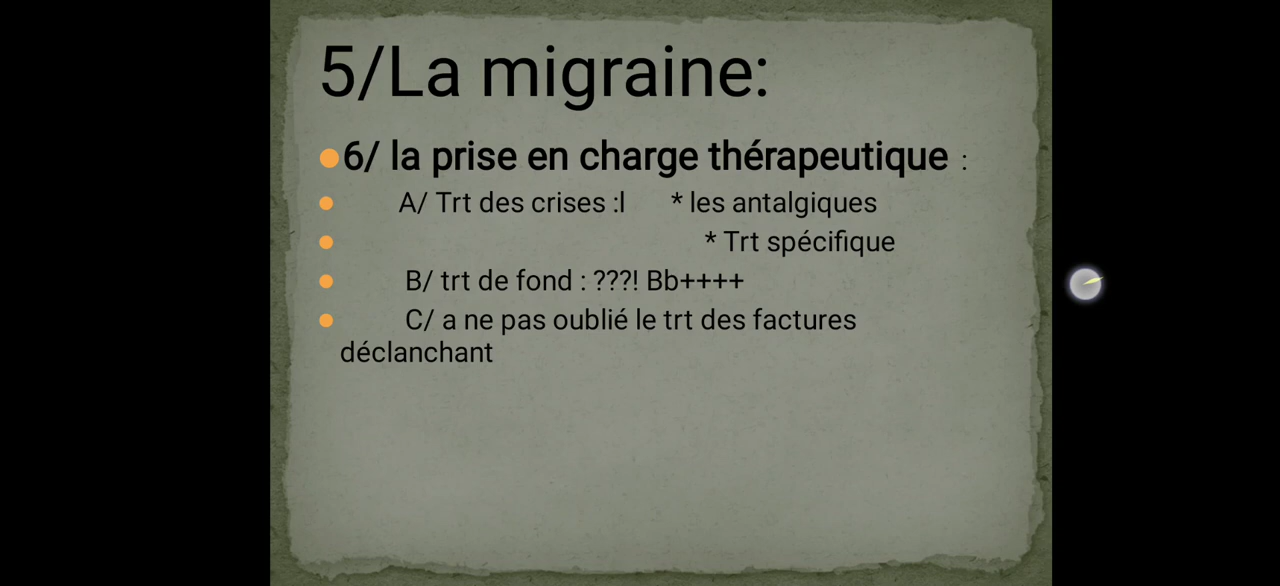 5/La migraine:
6/ la prise en charge thérapeutique :
A/ Trt des crises :l * les antalgiques
* Trt spécifique
B/ trt de fond : ???! Bb++++
C/ a ne pas oublié le trt des factures
déclanchant